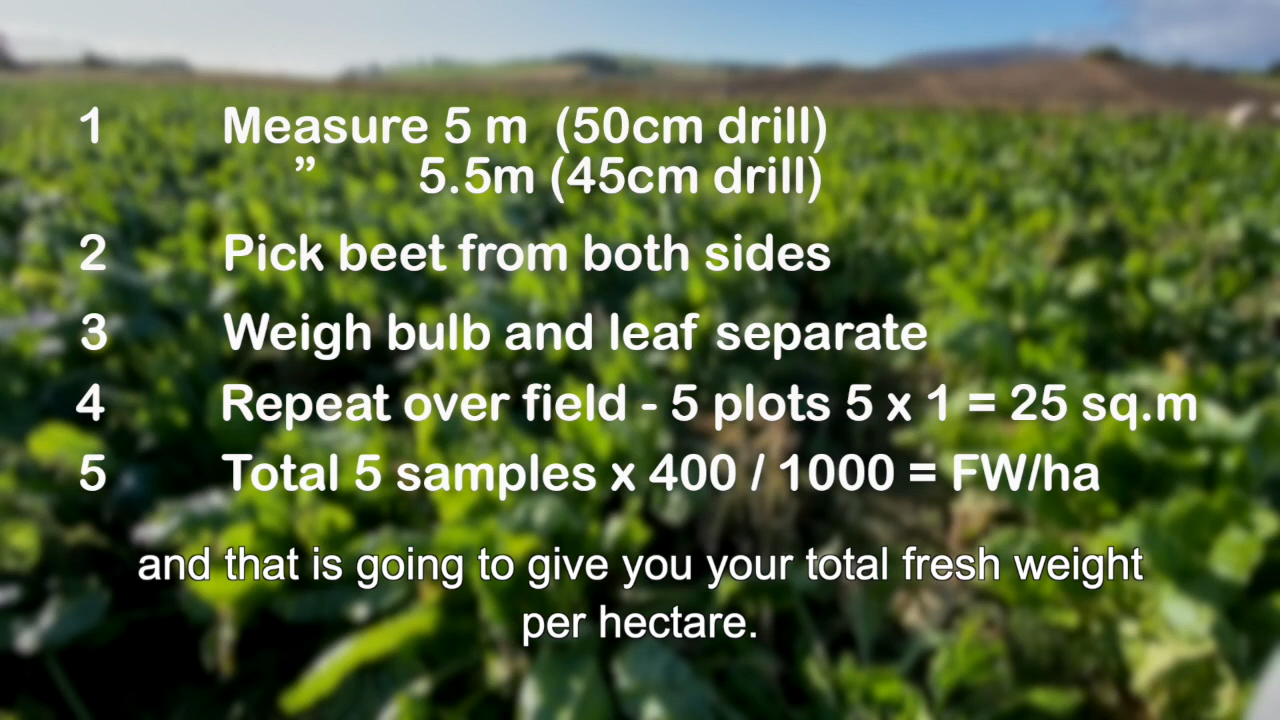 1 Measure 5 m (50cm drill)
” 5.5m (45cm drill)
2 Pick beet from both sides
3 Weigh bulb and leaf separate
4 Repeat over field - 5 plots 5 x 1 = 25 sq.m
5 Total 5 samples x 400 / 1000 = FW/ha
and that is going to give you your total fresh weight
per hectare.